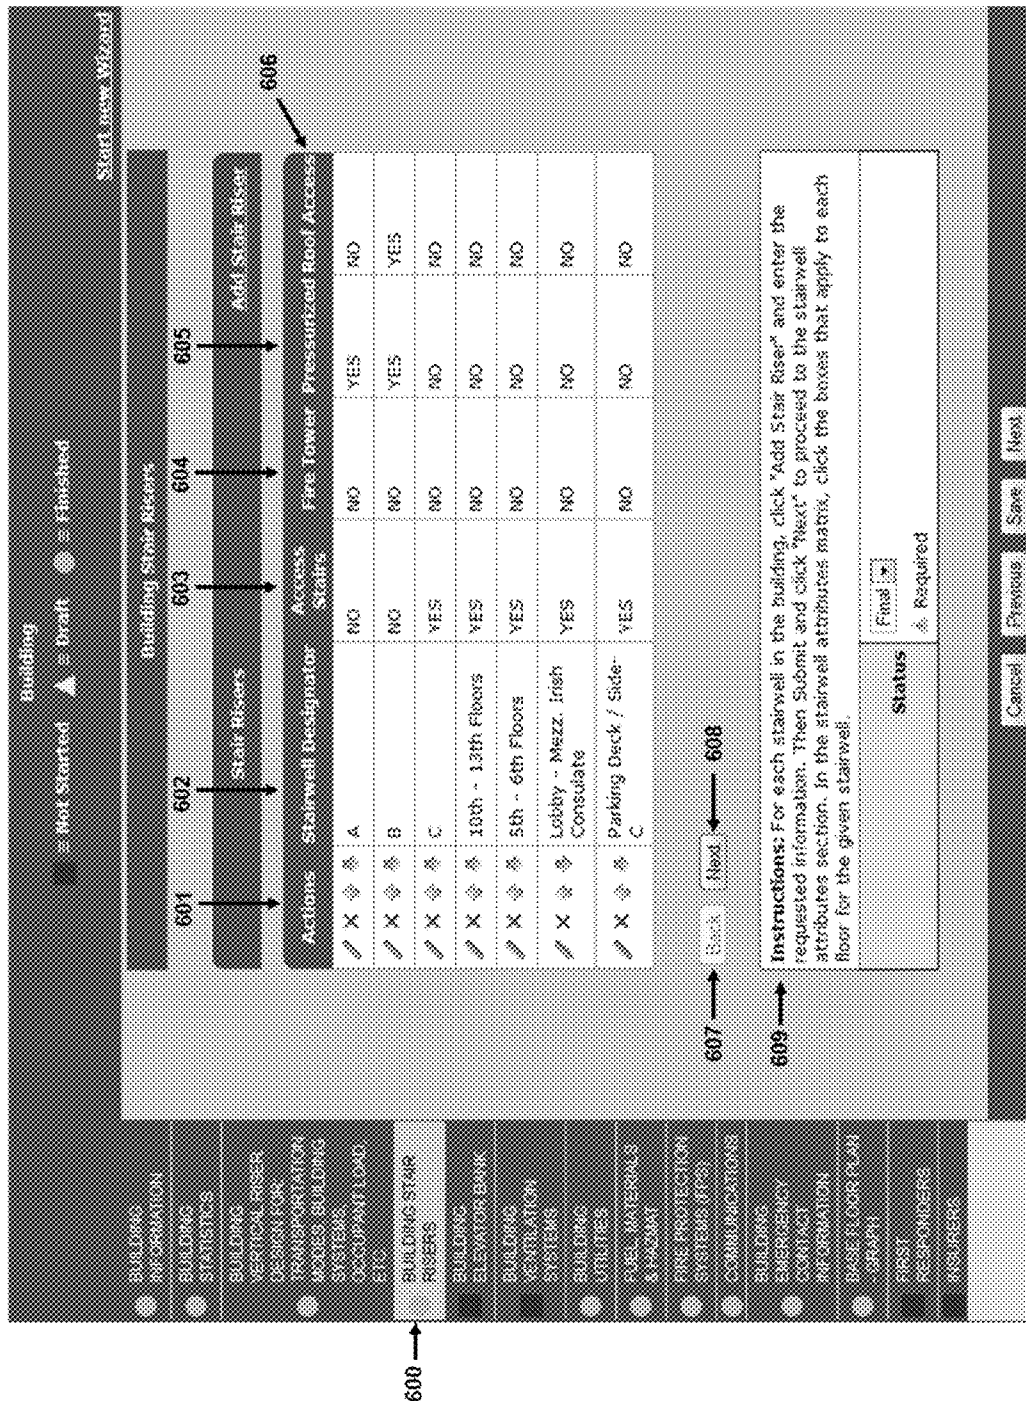 Building
= Not Started = Draft = Finished
Start new Wizard
BUILDING
INFORMATION
BUILDING
STATISTICS
BUILDING
VERTICAL RISER
DESIGN FOR:
TRANSPORTATION
MODES, BUILDING
SYSTEMS,
OCCUPANT LOAD,
ETC.
BUILDING STAIR
RISERS
BUILDING
ELEVATOR BANK
BUILDING
VENTILATION
SYSTEMS
BUILDING
UTILITIES
FUEL, MATERIALS
& HAZMAT
FIRE PROTECTION
SYSTEMS (FPS)
COMMUNICATIONS
BUILDING
EMERGENCY
CONTACT
INFORMATION
BASE FLOOR PLAN
- GRAPH
FIRST
RESPONDERS
INSURERS
600
Building Stair Risers
601 602 603 604 605 606
Stair Risers Add Stair Riser
Actions Stairwell Designator Access Stairs Fire Tower Pressurized Roof Access
A NO NO YES NO
B NO NO YES YES
C YES NO NO NO
10th - 13th Floors YES NO NO NO
5th - 6th Floors YES NO NO NO
Lobby - Mezz. Irish
Consulate YES NO NO NO
Parking Deck / Side-
C YES NO NO NO
607 Back Next 608
609
Instructions: For each stairwell in the building, click "Add Stair Riser" and enter the
requested information. Then Submit and click "Next" to proceed to the stairwell
attributes section. In the stairwell attributes matrix, click the boxes that apply to each
floor for the given stairwell.
Status Final
Required
Cancel Previous Save Next